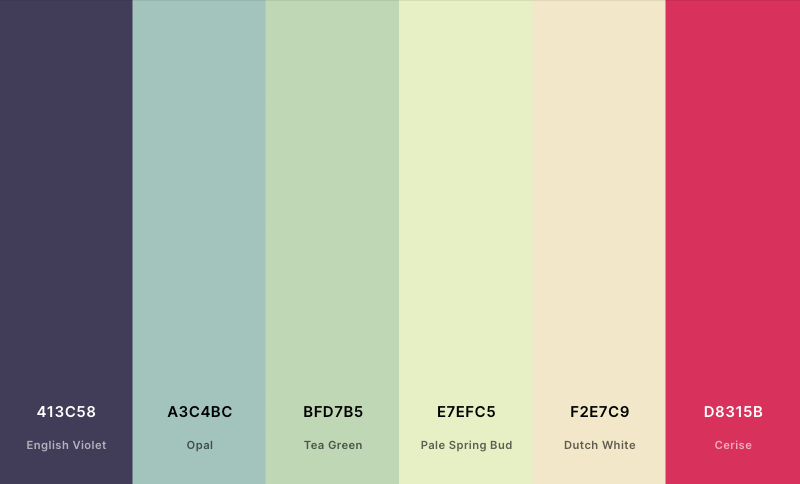 413C58 A3C4BC BFD7B5 E7EFC5 F2E7C9 D8315B
English Violet Opal Tea Green Pale Spring Bud Dutch White Cerise